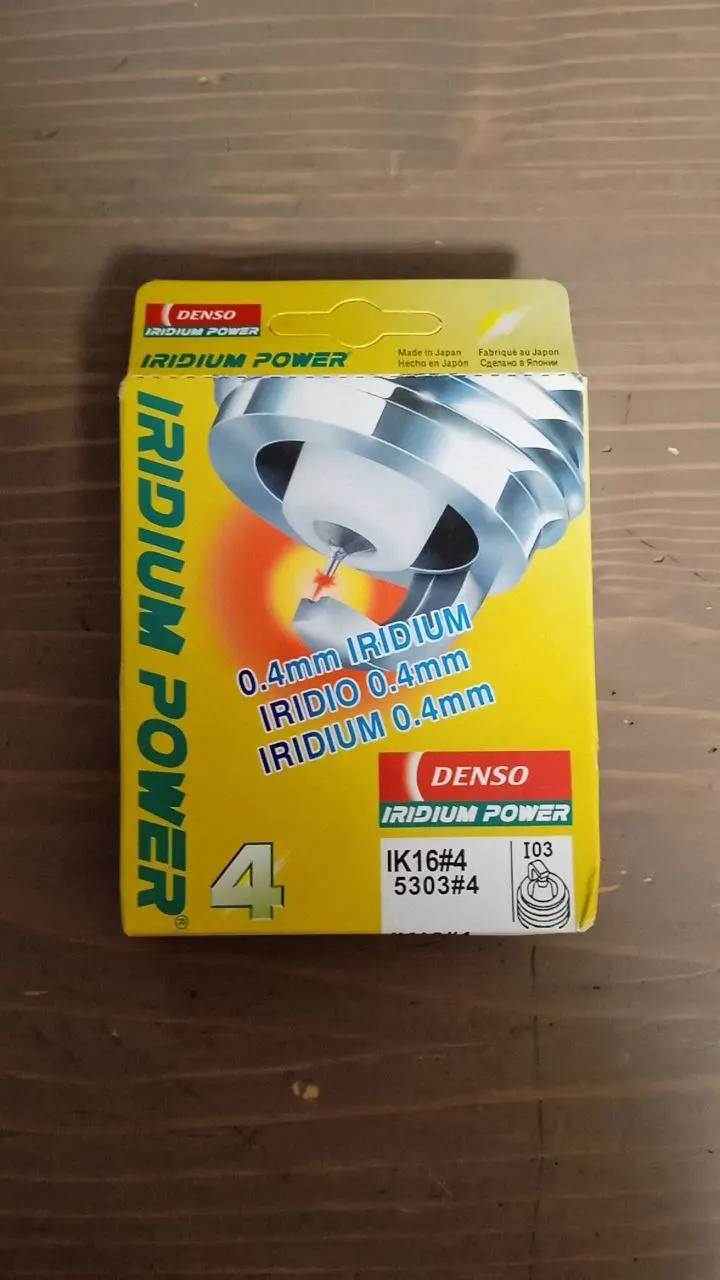 DENSO
IRIDIUM POWER
IRIDIUM POWER
Made in Japan
Hecho en Japón
Fabriqué au Japon
Сделано в Японии
IRIDIUM POWER®
0.4mm IRIDIUM
IRIDIO 0.4mm
IRIDIUM 0.4mm
DENSO
IRIDIUM POWER
4
IK16#4
5303#4
I03